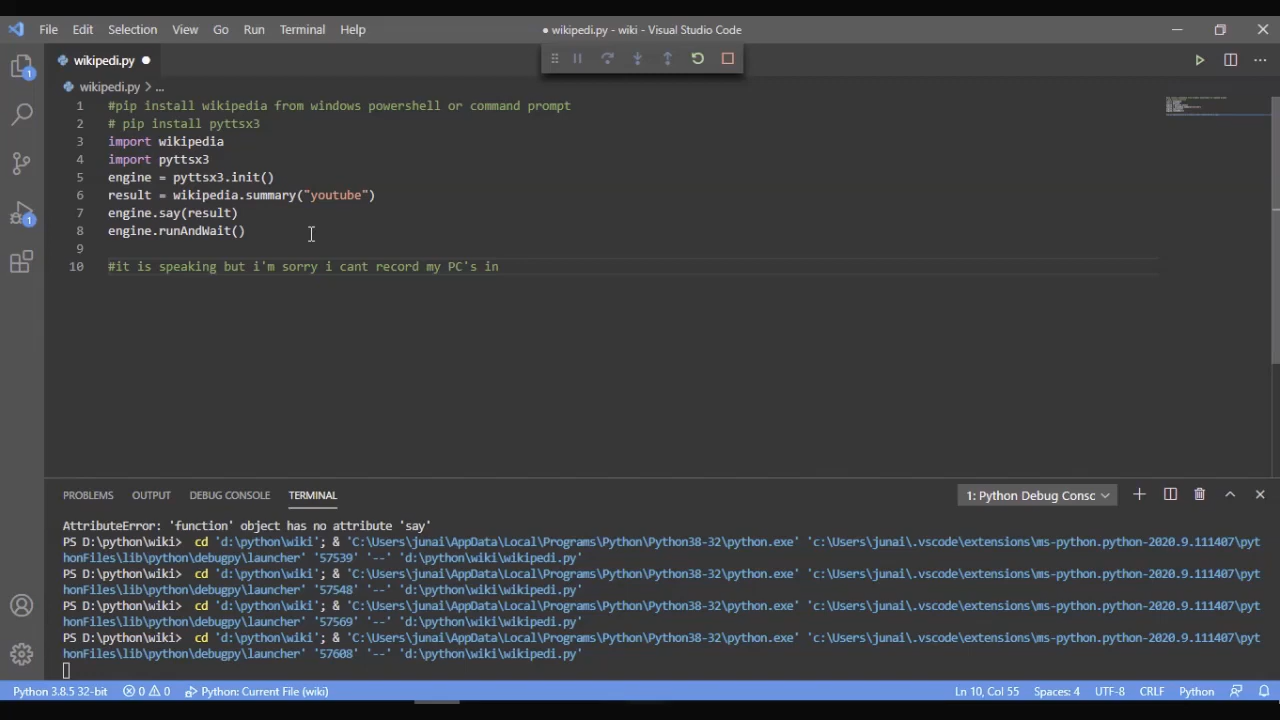 File Edit Selection View Go Run Terminal Help
● wikipedi.py - wiki - Visual Studio Code
wikipedi.py ●
wikipedi.py > ...
1 #pip install wikipedia from windows powershell or command prompt
2 # pip install pyttsx3
3 import wikipedia
4 import pyttsx3
5 engine = pyttsx3.init()
6 result = wikipedia.summary("youtube")
7 engine.say(result)
8 engine.runAndWait()
9
10 #it is speaking but i'm sorry i cant record my PC's in
1
1
PROBLEMS OUTPUT DEBUG CONSOLE TERMINAL 1: Python Debug Consc
AttributeError: 'function' object has no attribute 'say'
PS D:\python\wiki> cd 'd:\python\wiki'; & 'C:\Users\junai\AppData\Local\Programs\Python\Python38-32\python.exe' 'c:\Users\junai\.vscode\extensions\ms-python.python-2020.9.111407\pyt
honFiles\lib\python\debugpy\launcher' '57539' '--' 'd:\python\wiki\wikipedi.py'
PS D:\python\wiki> cd 'd:\python\wiki'; & 'C:\Users\junai\AppData\Local\Programs\Python\Python38-32\python.exe' 'c:\Users\junai\.vscode\extensions\ms-python.python-2020.9.111407\pyt
honFiles\lib\python\debugpy\launcher' '57548' '--' 'd:\python\wiki\wikipedi.py'
PS D:\python\wiki> cd 'd:\python\wiki'; & 'C:\Users\junai\AppData\Local\Programs\Python\Python38-32\python.exe' 'c:\Users\junai\.vscode\extensions\ms-python.python-2020.9.111407\pyt
honFiles\lib\python\debugpy\launcher' '57569' '--' 'd:\python\wiki\wikipedi.py'
PS D:\python\wiki> cd 'd:\python\wiki'; & 'C:\Users\junai\AppData\Local\Programs\Python\Python38-32\python.exe' 'c:\Users\junai\.vscode\extensions\ms-python.python-2020.9.111407\pyt
honFiles\lib\python\debugpy\launcher' '57608' '--' 'd:\python\wiki\wikipedi.py'
Python 3.8.5 32-bit 0 0 Python: Current File (wiki) Ln 10, Col 55 Spaces: 4 UTF-8 CRLF Python